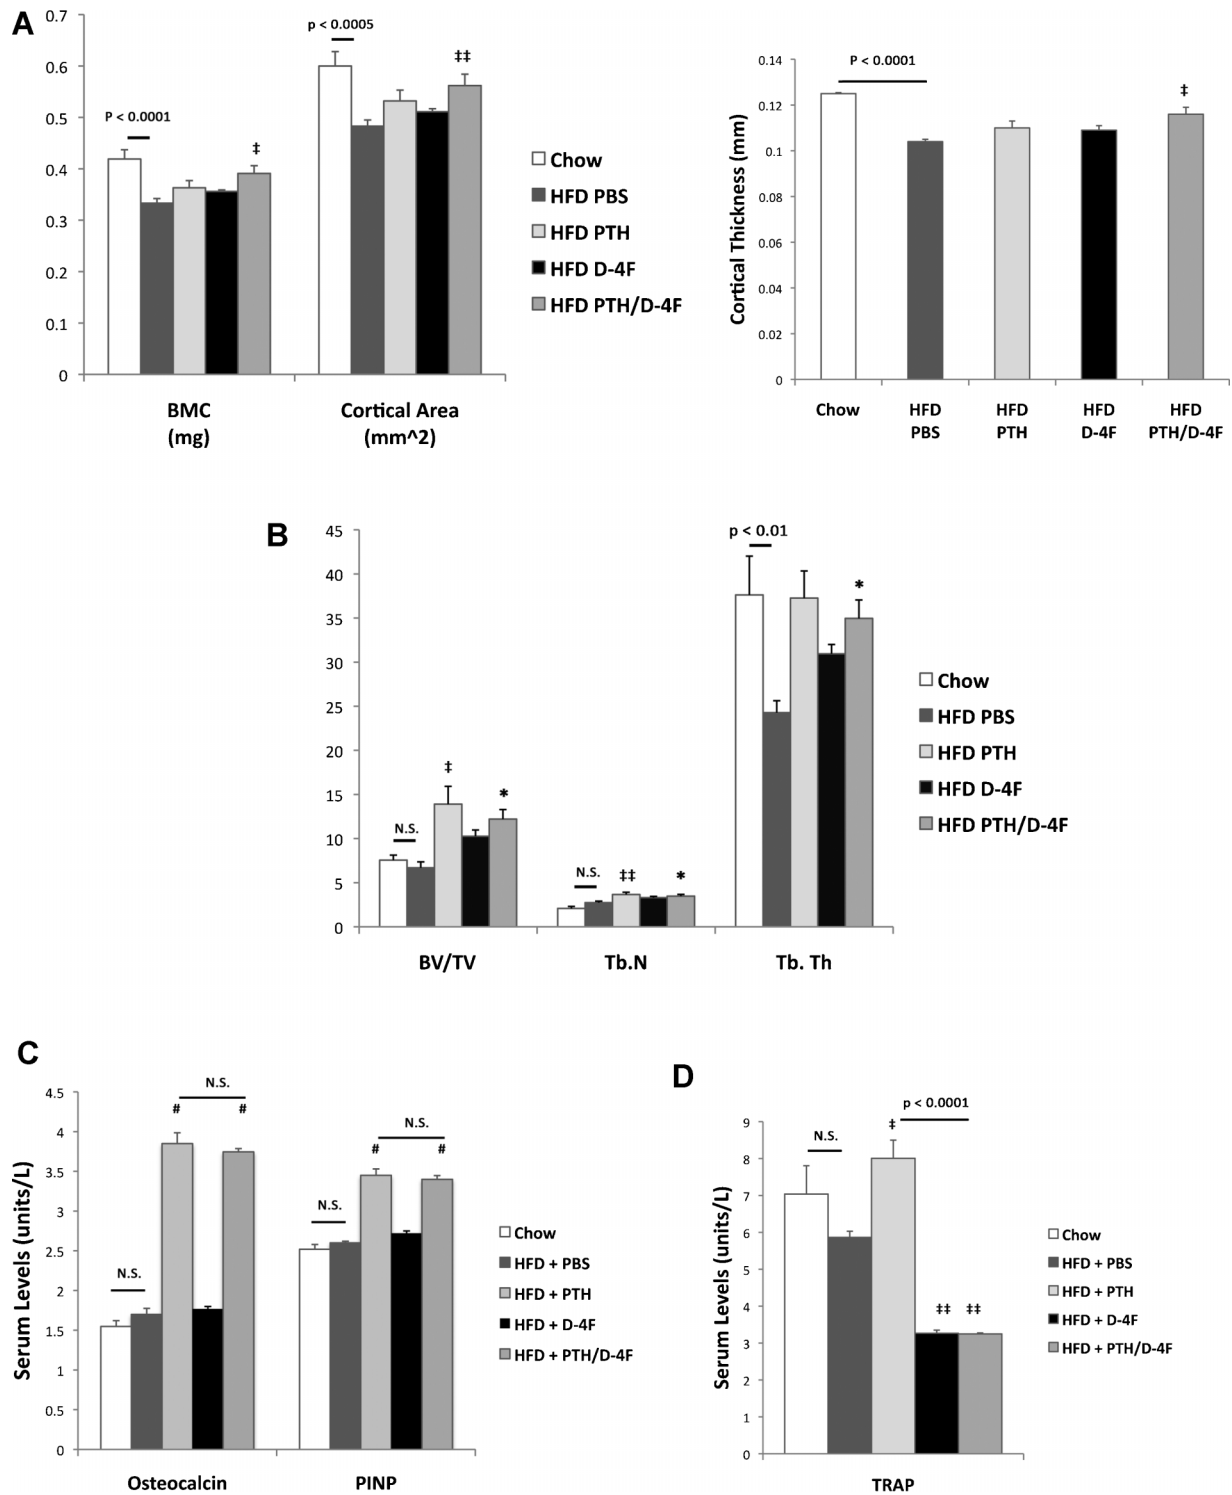 A
0.7
0.6
0.5
0.4
0.3
0.2
0.1
0
P < 0.0001
‡
p < 0.0005
‡‡
BMC
(mg)
Cortical Area
(mm^2)
Chow
HFD PBS
HFD PTH
HFD D-4F
HFD PTH/D-4F
Cortical Thickness (mm)
0.14
0.12
0.1
0.08
0.06
0.04
0.02
0
P < 0.0001
‡
Chow
HFD
PBS
HFD
PTH
HFD
D-4F
HFD
PTH/D-4F
B
45
40
35
30
25
20
15
10
5
0
N.S.
‡
*
N.S.
‡‡
*
p < 0.01
*
BV/TV
Tb.N
Tb. Th
Chow
HFD PBS
HFD PTH
HFD D-4F
HFD PTH/D-4F
C
Serum Levels (units/L)
4.5
4
3.5
3
2.5
2
1.5
1
0.5
0
N.S.
N.S.
#
#
N.S.
N.S.
#
#
Osteocalcin
PINP
Chow
HFD + PBS
HFD + PTH
HFD + D-4F
HFD + PTH/D-4F
D
Serum Levels (units/L)
9
8
7
6
5
4
3
2
1
0
N.S.
‡
p < 0.0001
‡‡
‡‡
TRAP
Chow
HFD + PBS
HFD + PTH
HFD + D-4F
HFD + PTH/D-4F